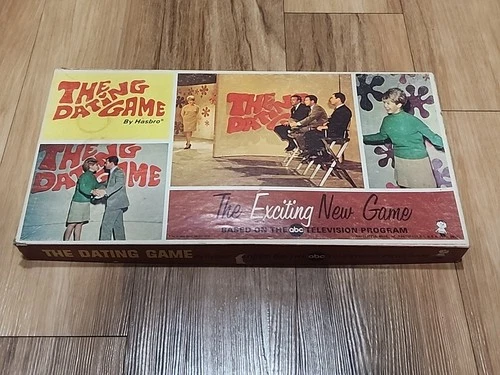 THE
DATING
GAME
By Hasbro®
THE
DATING
THE
DATING
GAME
The Exciting New Game
BASED ON THE abc TELEVISION PROGRAM
THE DATING GAME
abc